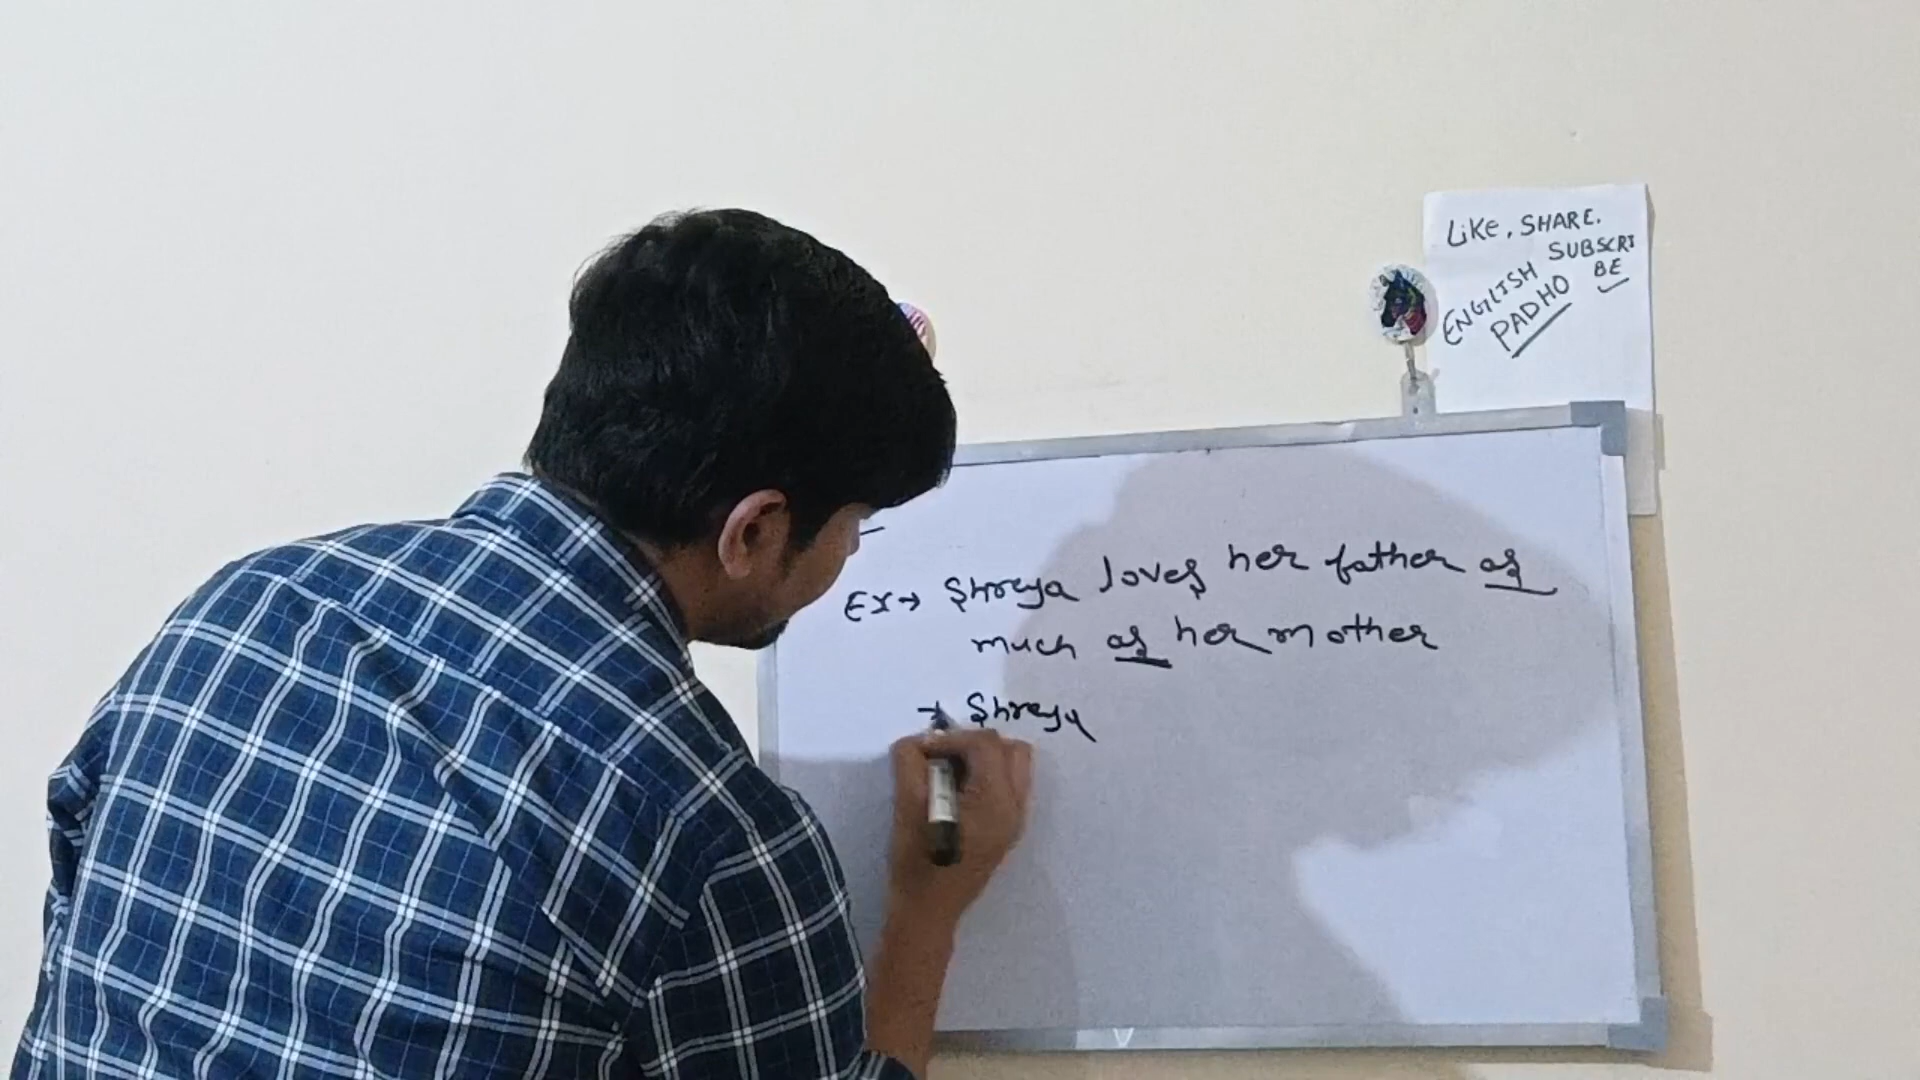 LIKE, SHARE.
SUBSCRI
BE
ENGLISH
PADHO
EX→ Shreya loves her father as
much as her mother
→ Shreya